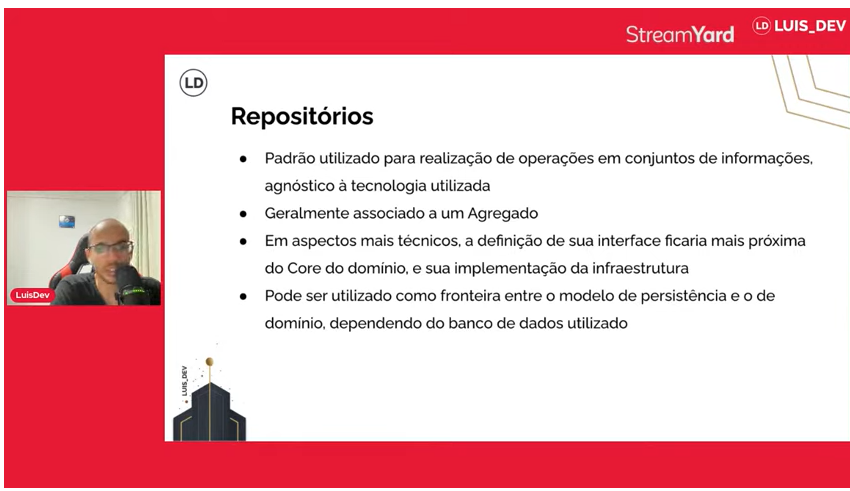 StreamYard
LD LUIS_DEV
LD
Repositórios
● Padrão utilizado para realização de operações em conjuntos de informações,
agnóstico à tecnologia utilizada
● Geralmente associado a um Agregado
● Em aspectos mais técnicos, a definição de sua interface ficaria mais próxima
do Core do domínio, e sua implementação da infraestrutura
● Pode ser utilizado como fronteira entre o modelo de persistência e o de
domínio, dependendo do banco de dados utilizado
LuisDev
LUIS_DEV